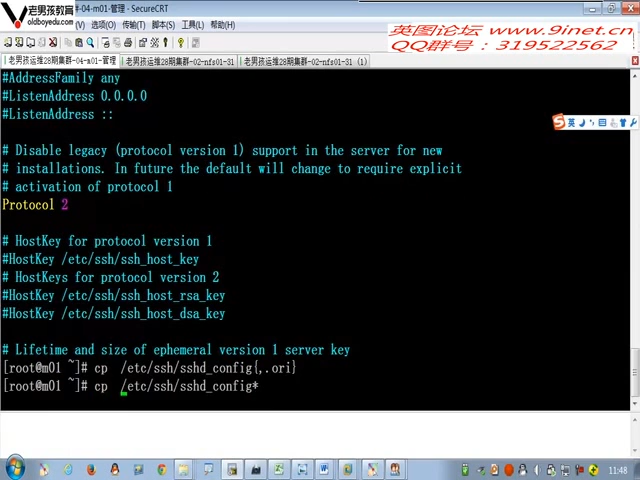 老男孩教育
oldboyedu.com
-04-m01-管理 - SecureCRT
选项(O) 传输(T) 脚本(S) 工具(L) 帮助(H)
英图论坛 www.9inet.cn
QQ群号: 319522562
老男孩运维28期集群-04-m01-管理 老男孩运维28期集群-02-nfs01-31 老男孩运维28期集群-02-nfs01-31 (1)
#AddressFamily any
#ListenAddress 0.0.0.0
#ListenAddress ::
英
# Disable legacy (protocol version 1) support in the server for new
# installations. In future the default will change to require explicit
# activation of protocol 1
Protocol 2
# HostKey for protocol version 1
#HostKey /etc/ssh/ssh_host_key
# HostKeys for protocol version 2
#HostKey /etc/ssh/ssh_host_rsa_key
#HostKey /etc/ssh/ssh_host_dsa_key
# Lifetime and size of ephemeral version 1 server key
[root@m01 ~]# cp  /etc/ssh/sshd_config{,.ori}
[root@m01 ~]# cp  /etc/ssh/sshd_config*
11:48